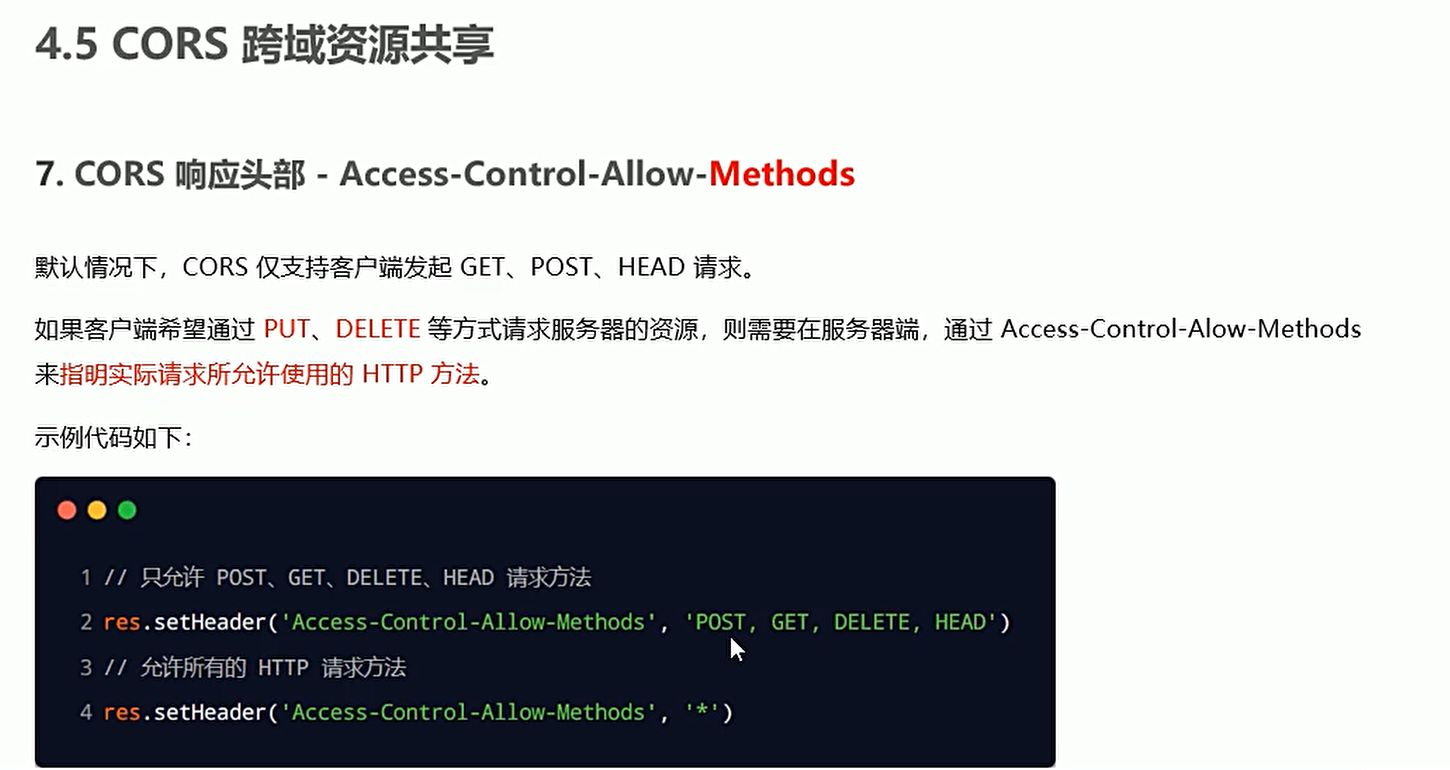 4.5 CORS 跨域资源共享
7. CORS 响应头部 - Access-Control-Allow-Methods
默认情况下，CORS 仅支持客户端发起 GET、POST、HEAD 请求。
如果客户端希望通过 PUT、DELETE 等方式请求服务器的资源，则需要在服务器端，通过 Access-Control-Alow-Methods
来指明实际请求所允许使用的 HTTP 方法。
示例代码如下：
1 // 只允许 POST、GET、DELETE、HEAD 请求方法
2 res.setHeader('Access-Control-Allow-Methods', 'POST, GET, DELETE, HEAD')
3 // 允许所有的 HTTP 请求方法
4 res.setHeader('Access-Control-Allow-Methods', '*')